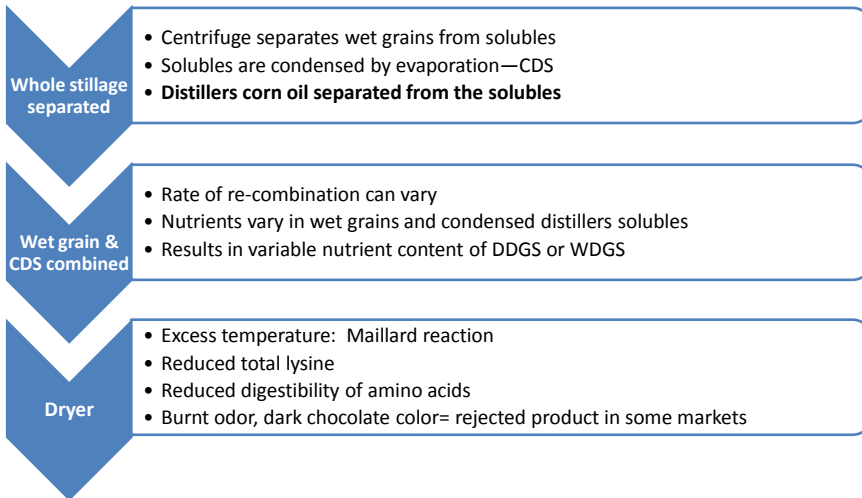 Whole stillage
separated
• Centrifuge separates wet grains from solubles
• Solubles are condensed by evaporation—CDS
• Distillers corn oil separated from the solubles
Wet grain &
CDS combined
• Rate of re-combination can vary
• Nutrients vary in wet grains and condensed distillers solubles
• Results in variable nutrient content of DDGS or WDGS
Dryer
• Excess temperature:  Maillard reaction
• Reduced total lysine
• Reduced digestibility of amino acids
• Burnt odor, dark chocolate color= rejected product in some markets